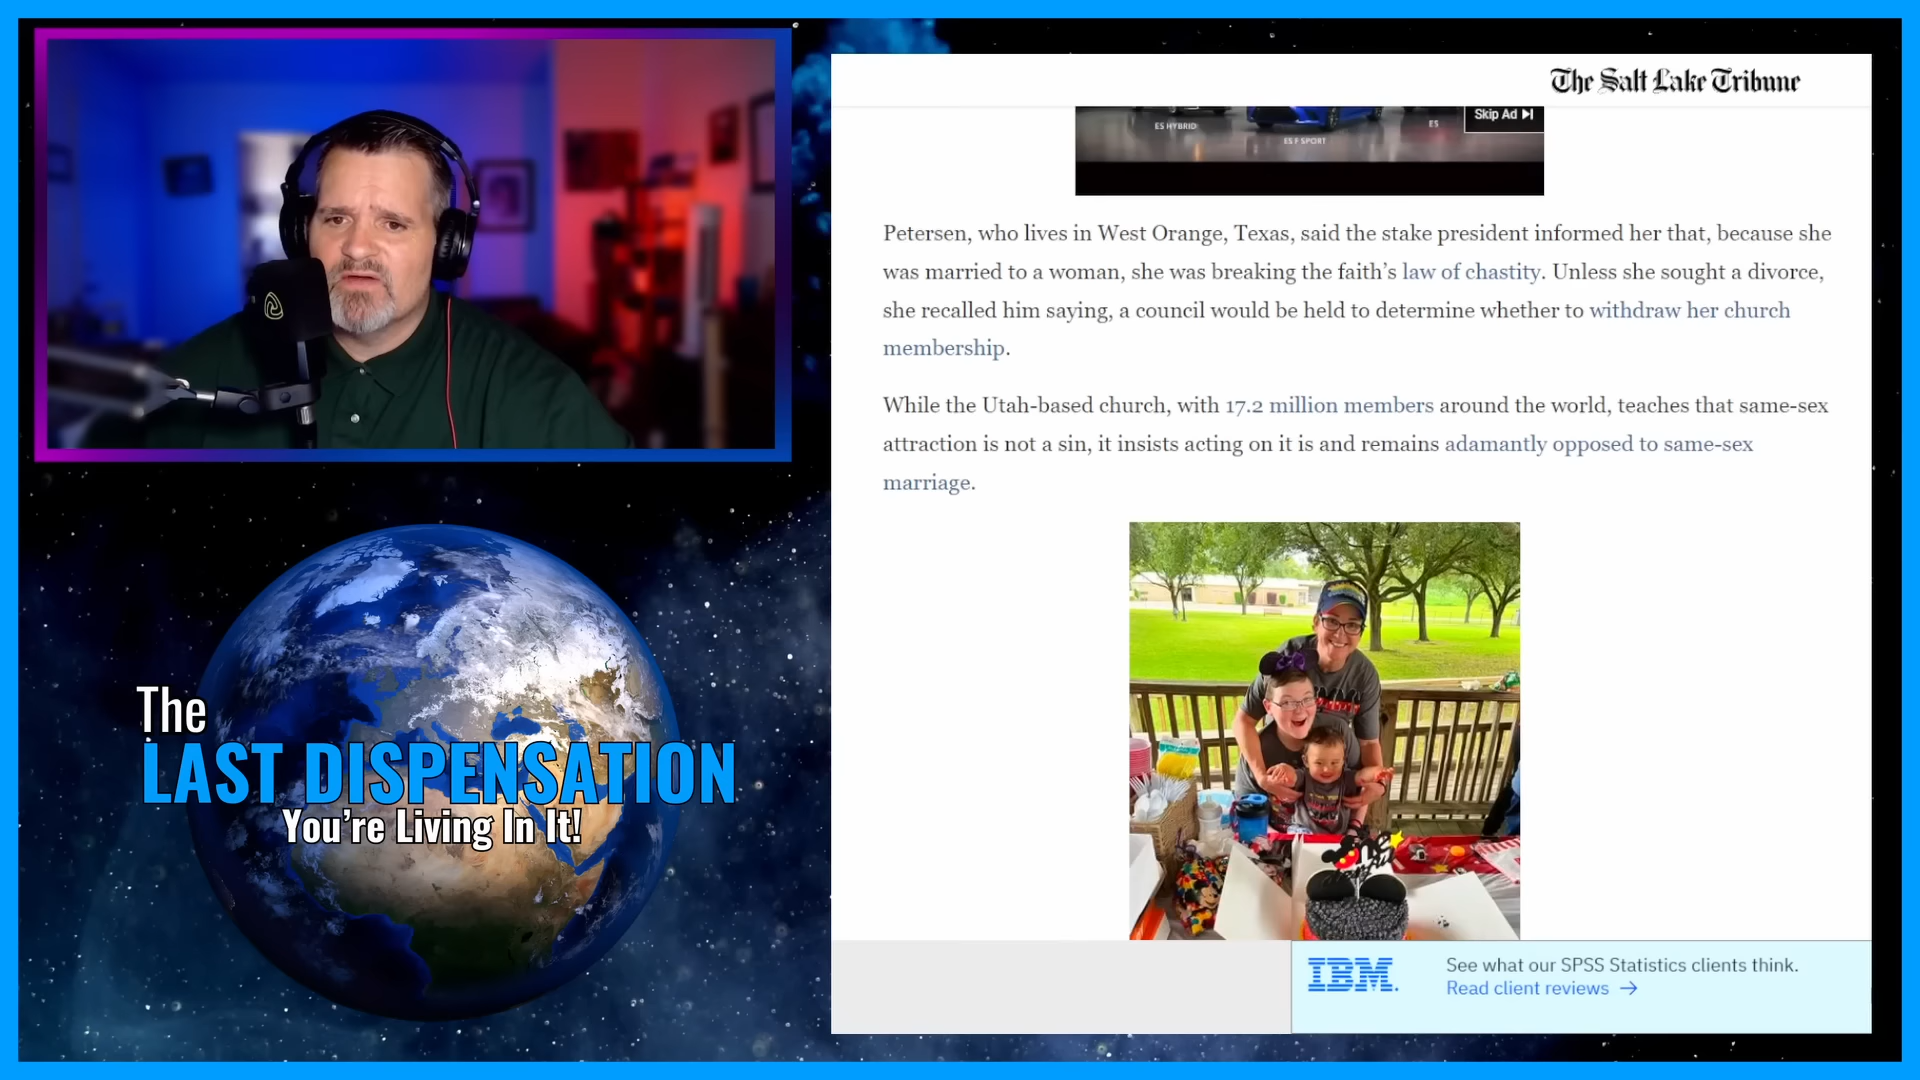 The Salt Lake Tribune
Skip Ad
ES HYBRID
ES F SPORT
ES
Petersen, who lives in West Orange, Texas, said the stake president informed her that, because she
was married to a woman, she was breaking the faith's law of chastity. Unless she sought a divorce,
she recalled him saying, a council would be held to determine whether to withdraw her church
membership.
While the Utah-based church, with 17.2 million members around the world, teaches that same-sex
attraction is not a sin, it insists acting on it is and remains adamantly opposed to same-sex
marriage.
The
LAST DISPENSATION
You're Living In It!
IBM.
See what our SPSS Statistics clients think.
Read client reviews →